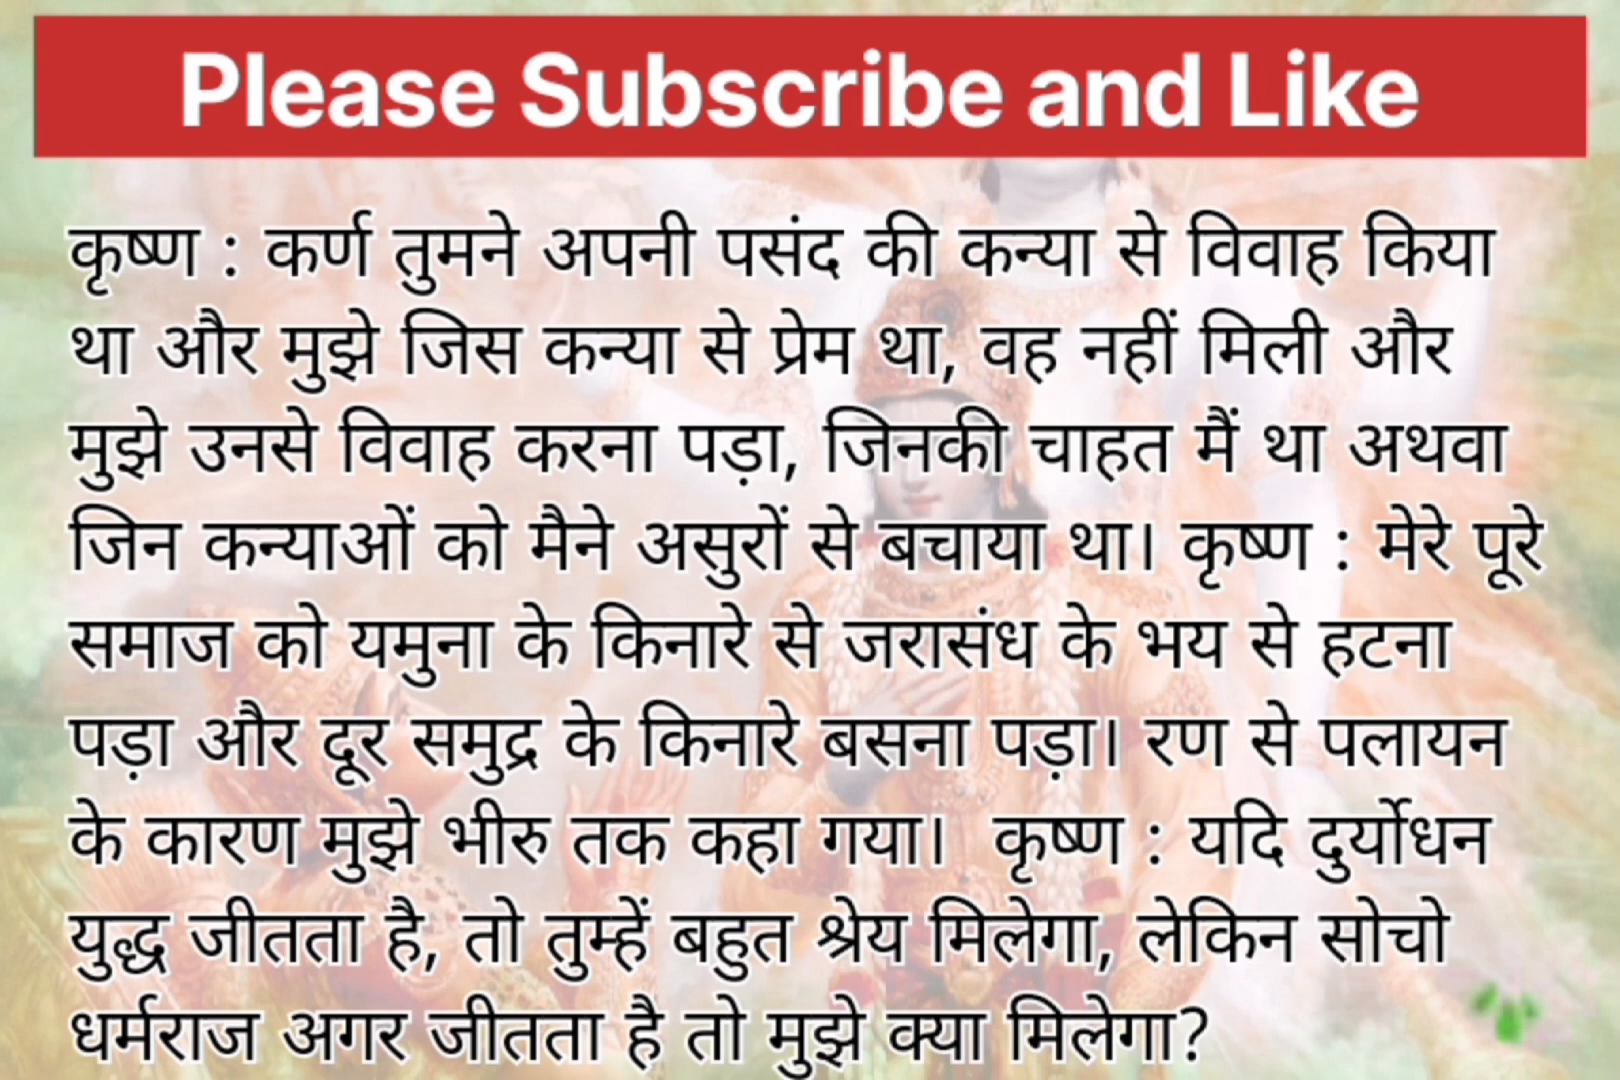 Please Subscribe and Like
कृष्ण : कर्ण तुमने अपनी पसंद की कन्या से विवाह किया
था और मुझे जिस कन्या से प्रेम था, वह नहीं मिली और
मुझे उनसे विवाह करना पड़ा, जिनकी चाहत मैं था अथवा
जिन कन्याओं को मैने असुरों से बचाया था। कृष्ण : मेरे पूरे
समाज को यमुना के किनारे से जरासंध के भय से हटना
पड़ा और दूर समुद्र के किनारे बसना पड़ा। रण से पलायन
के कारण मुझे भीरु तक कहा गया। कृष्ण : यदि दुर्योधन
युद्ध जीतता है, तो तुम्हें बहुत श्रेय मिलेगा, लेकिन सोचो
धर्मराज अगर जीतता है तो मुझे क्या मिलेगा?